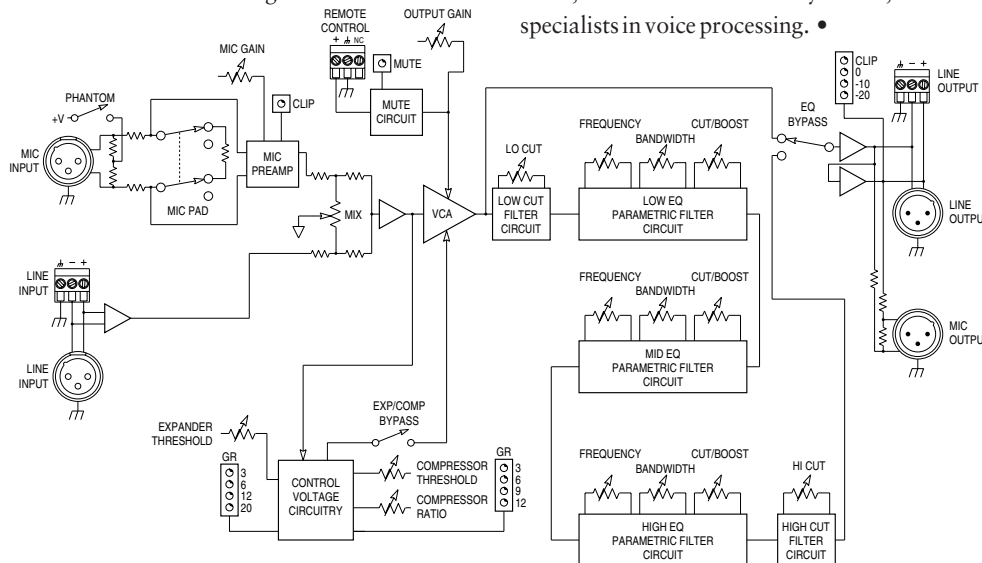 specialists in voice processing. •
REMOTE
CONTROL
+ NC
OUTPUT GAIN
MIC GAIN
MUTE
CLIP
MUTE
CIRCUIT
PHANTOM
+V
MIC
INPUT
MIC PAD
MIC
PREAMP
MIX
VCA
LO CUT
LOW CUT
FILTER
CIRCUIT
FREQUENCY
BANDWIDTH
CUT/BOOST
LOW EQ
PARAMETRIC FILTER
CIRCUIT
EQ
BYPASS
CLIP
0
-10
-20
- +
LINE
OUTPUT
LINE
OUTPUT
MIC
OUTPUT
LINE
INPUT
- +
LINE
INPUT
FREQUENCY
BANDWIDTH
CUT/BOOST
MID EQ
PARAMETRIC FILTER
CIRCUIT
EXP/COMP
BYPASS
EXPANDER
THRESHOLD
GR
3
6
12
20
CONTROL
VOLTAGE
CIRCUITRY
COMPRESSOR
THRESHOLD
COMPRESSOR
RATIO
GR
3
6
9
12
FREQUENCY
BANDWIDTH
CUT/BOOST
HIGH EQ
PARAMETRIC FILTER
CIRCUIT
HI CUT
HIGH CUT
FILTER
CIRCUIT